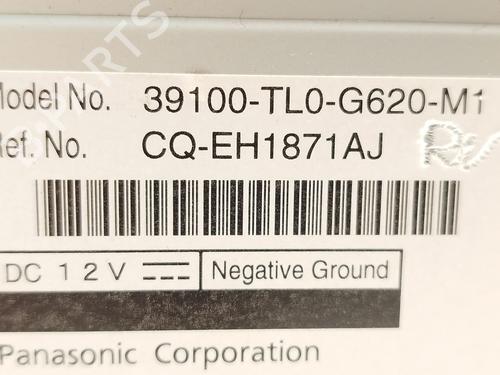 Model No. 39100-TL0-G620-M1
Ref. No. CQ-EH1871AJ
DC 12V
Negative Ground
Panasonic Corporation